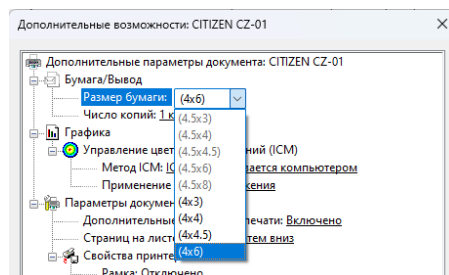 Дополнительные возможности: CITIZEN CZ-01
Дополнительные параметры документа: CITIZEN CZ-01
Бумага/Вывод
Размер бумаги: (4x6)
Число копий: 1 к
(4.5x3)
Графика
(4.5x4)
Управление цвет (4.5x4.5) ний (ICM)
Метод ICM: IC (4.5x6) ается компьютером
Применение (4.5x8) жения
Параметры докумен (4x3)
Дополнительные (4x4) печати: Включено
Страниц на лист (4x4.5) тем вниз
Свойства принте (4x6)
Рамка: Отключено